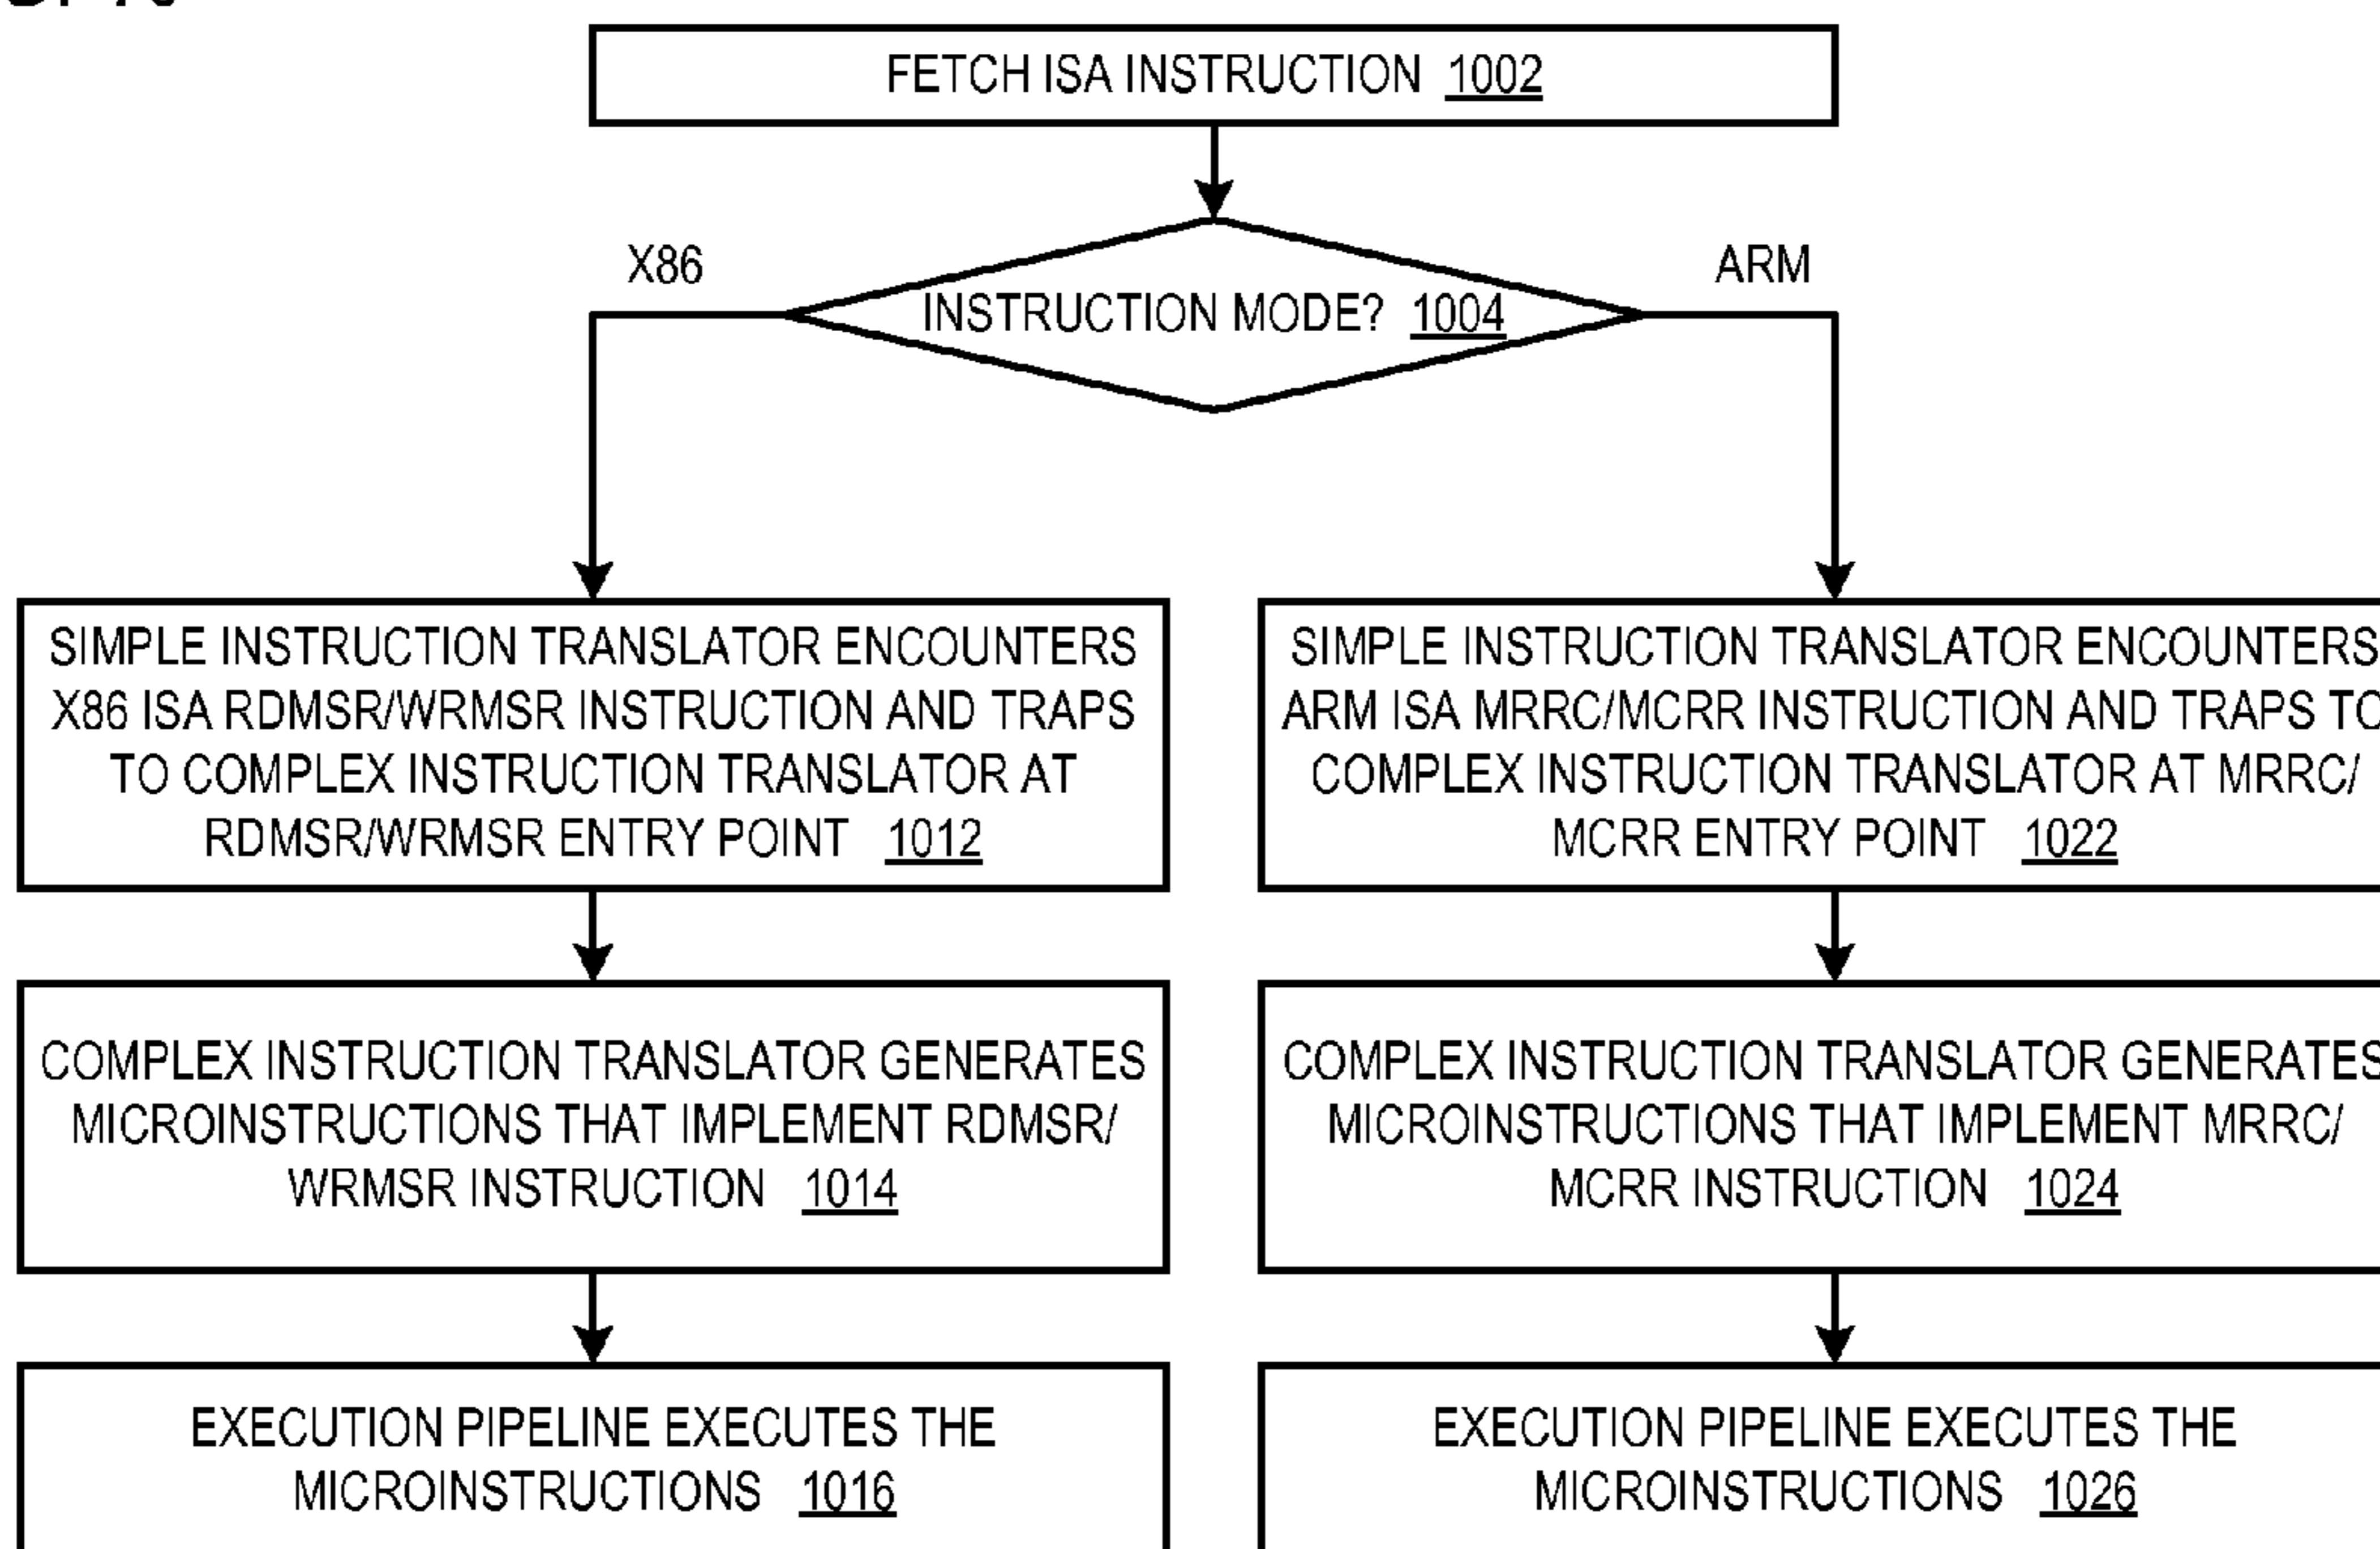 FETCH ISA INSTRUCTION 1002
X86
ARM
INSTRUCTION MODE? 1004
SIMPLE INSTRUCTION TRANSLATOR ENCOUNTERS
X86 ISA RDMSR/WRMSR INSTRUCTION AND TRAPS
TO COMPLEX INSTRUCTION TRANSLATOR AT
RDMSR/WRMSR ENTRY POINT 1012
SIMPLE INSTRUCTION TRANSLATOR ENCOUNTERS
ARM ISA MRRC/MCRR INSTRUCTION AND TRAPS TO
COMPLEX INSTRUCTION TRANSLATOR AT MRRC/
MCRR ENTRY POINT 1022
COMPLEX INSTRUCTION TRANSLATOR GENERATES
MICROINSTRUCTIONS THAT IMPLEMENT RDMSR/
WRMSR INSTRUCTION 1014
COMPLEX INSTRUCTION TRANSLATOR GENERATES
MICROINSTRUCTIONS THAT IMPLEMENT MRRC/
MCRR INSTRUCTION 1024
EXECUTION PIPELINE EXECUTES THE
MICROINSTRUCTIONS 1016
EXECUTION PIPELINE EXECUTES THE
MICROINSTRUCTIONS 1026